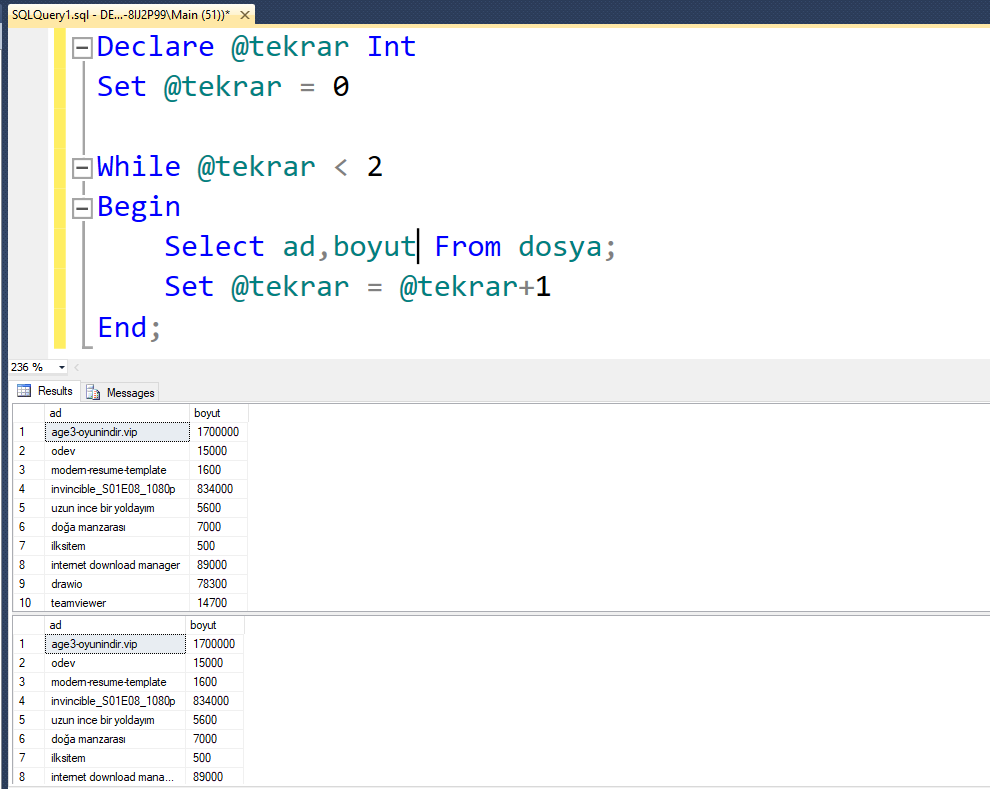 SQLQuery1.sql - DE...-8IJ2P99\Main (51))* ×
Declare @tekrar Int
Set @tekrar = 0
While @tekrar < 2
Begin
Select ad,boyut From dosya;
Set @tekrar = @tekrar+1
End;
236 %
Results Messages
ad boyut
1 age3-oyunindir.vip 1700000
2 odev 15000
3 modern-resume-template 1600
4 invincible_S01E08_1080p 834000
5 uzun ince bir yoldayım 5600
6 doğa manzarası 7000
7 ilksitem 500
8 internet download manager 89000
9 drawio 78300
10 teamviewer 14700
ad boyut
1 age3-oyunindir.vip 1700000
2 odev 15000
3 modern-resume-template 1600
4 invincible_S01E08_1080p 834000
5 uzun ince bir yoldayım 5600
6 doğa manzarası 7000
7 ilksitem 500
8 internet download mana... 89000